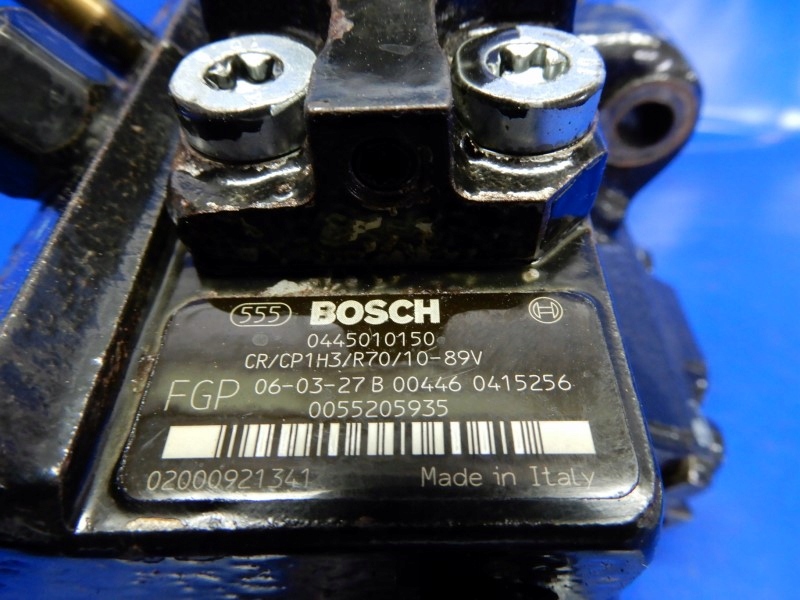 555 BOSCH
0445010150
CR/CP1H3/R70/10-89V
FGP 06-03-27 B 00446 0415256
0055205935
02000921341 Made in Italy